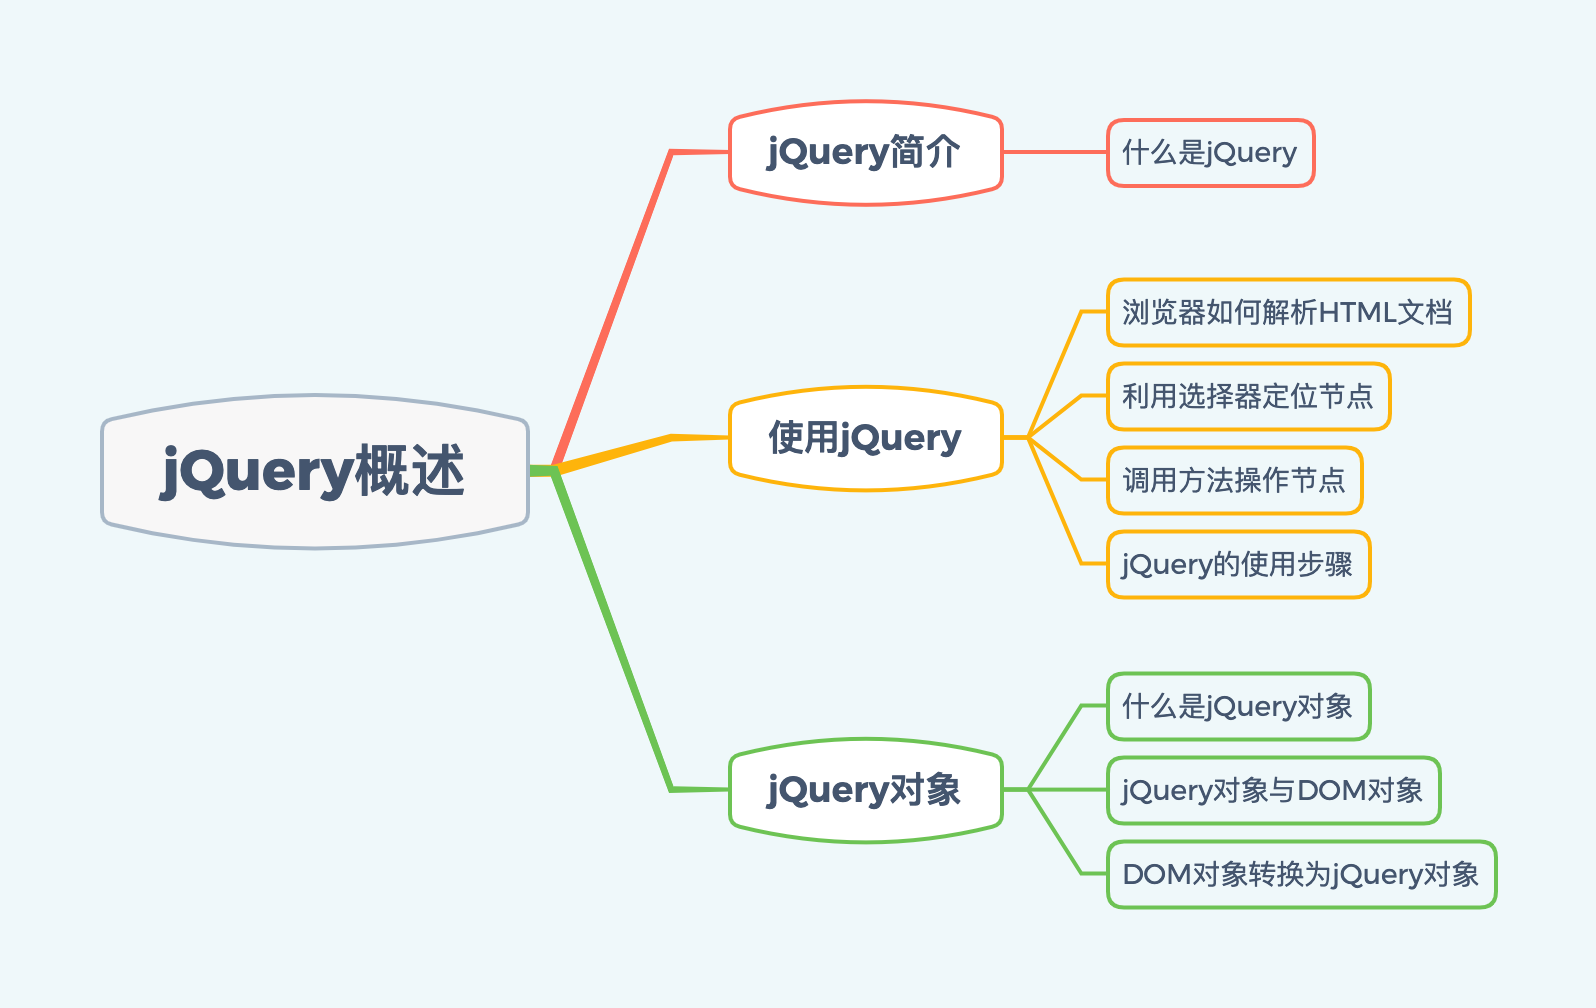 jQuery概述
jQuery简介
什么是jQuery
使用jQuery
浏览器如何解析HTML文档
利用选择器定位节点
调用方法操作节点
jQuery的使用步骤
jQuery对象
什么是jQuery对象
jQuery对象与DOM对象
DOM对象转换为jQuery对象